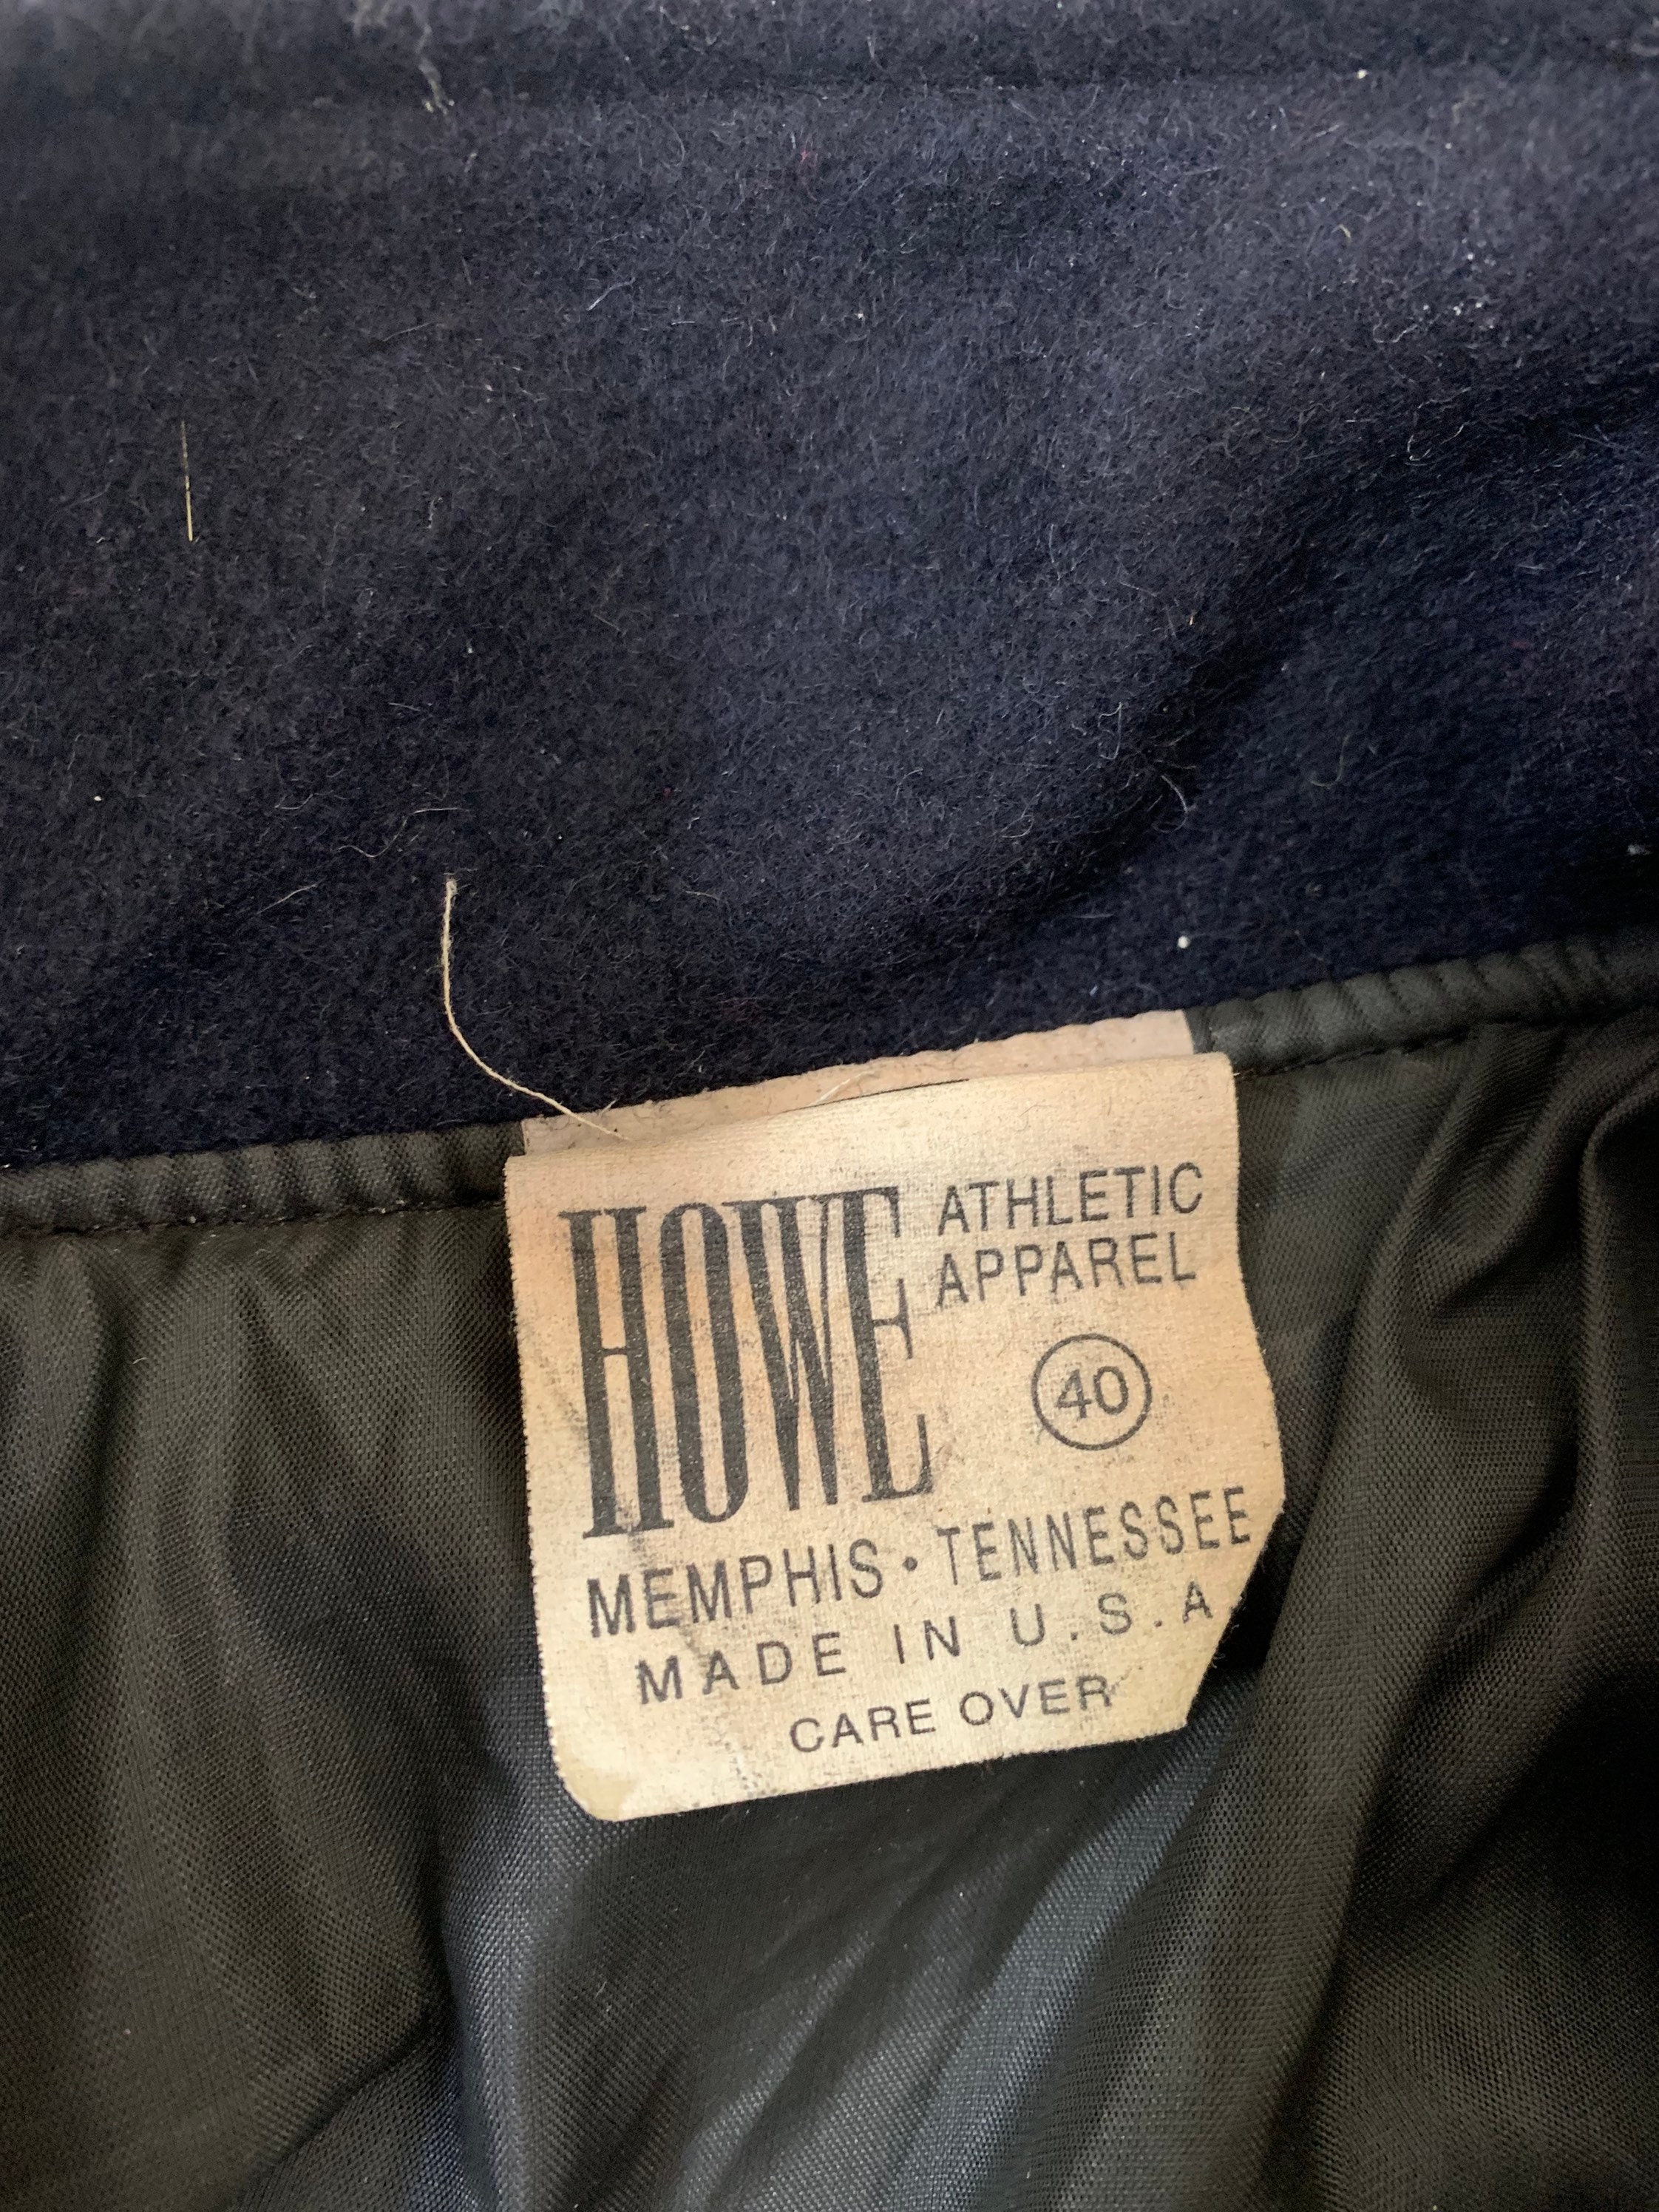 HOWE ATHLETIC
APPAREL
40
MEMPHIS • TENNESSEE
MADE IN U.S.A
CARE OVER